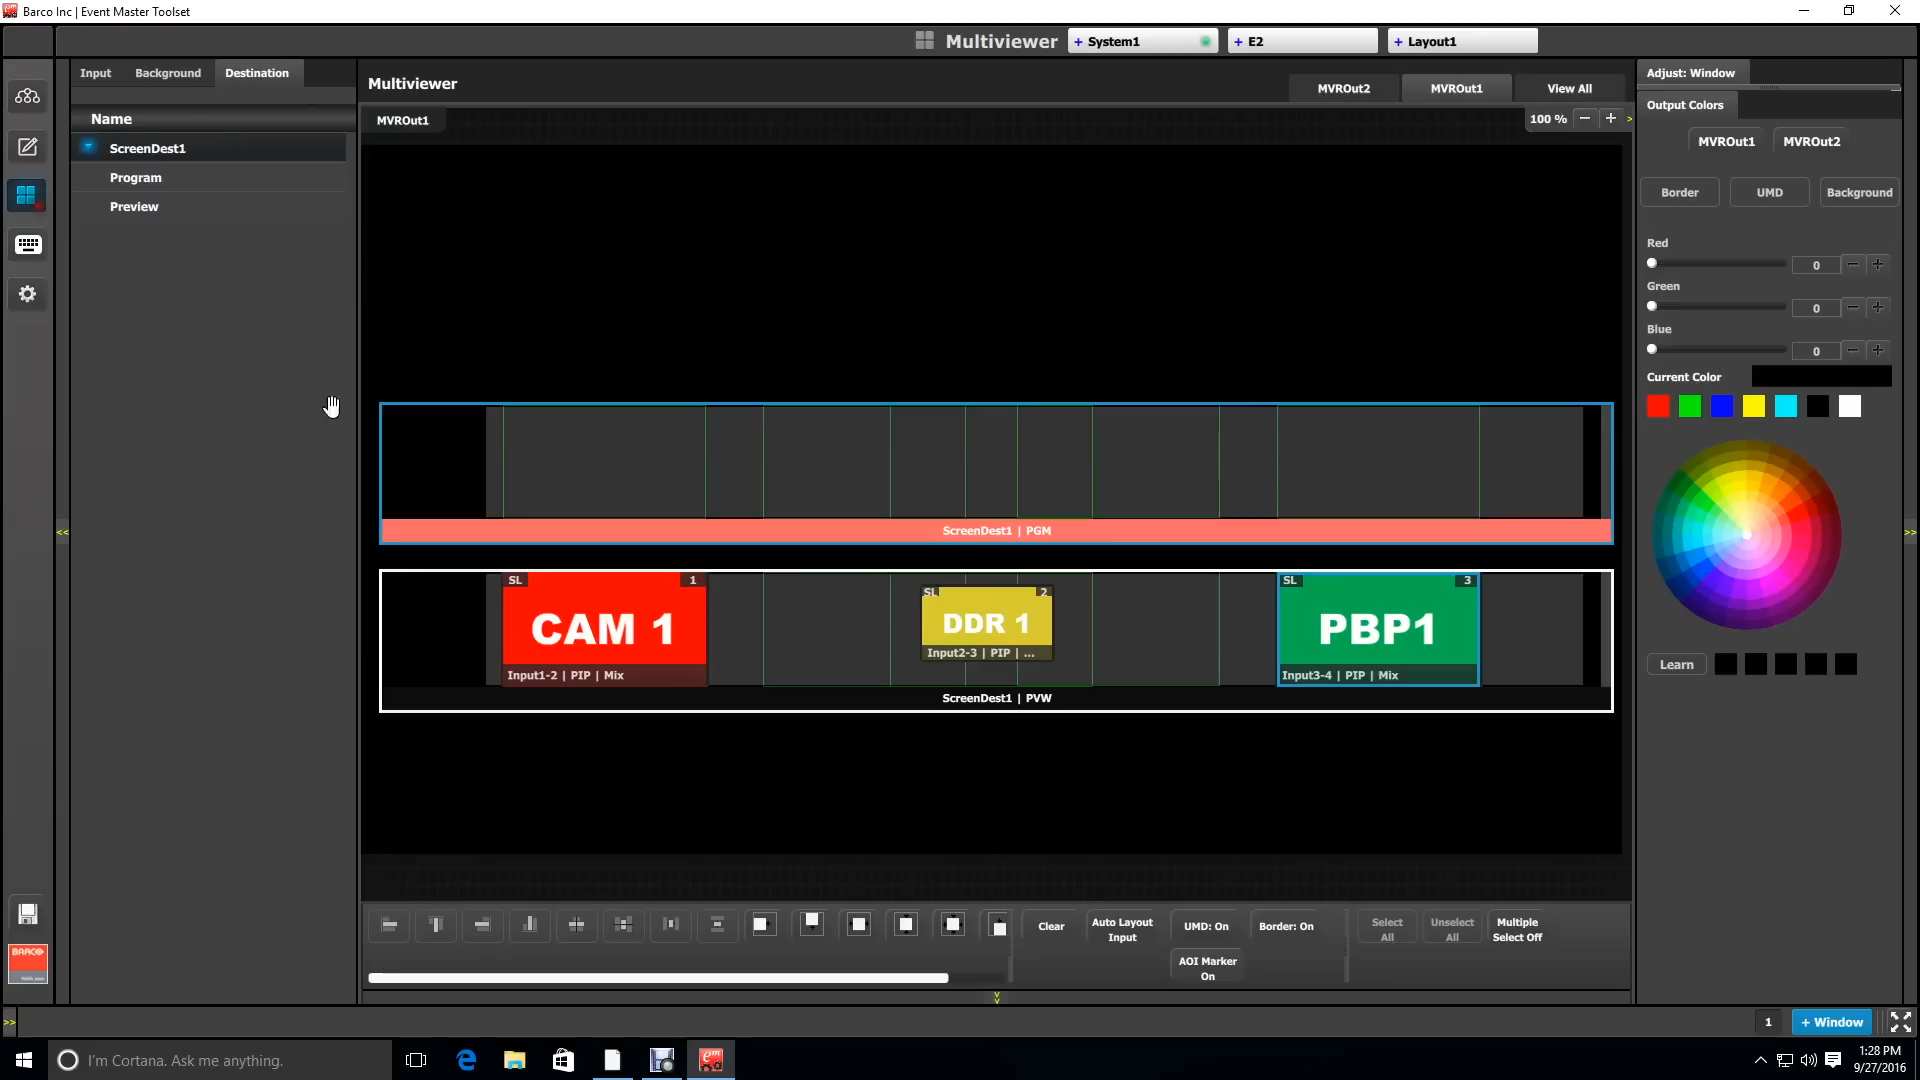 Barco Inc | Event Master Toolset
Multiviewer
+ System1
+ E2
+ Layout1
Input
Background
Destination
Name
ScreenDest1
Program
Preview
Multiviewer
MVROut2
MVROut1
View All
MVROut1
100 %
− +
>
ScreenDest1 | PGM
SL
1
CAM 1
Input1-2 | PIP | Mix
SL
2
DDR 1
Input2-3 | PIP | ...
SL
3
PBP1
Input3-4 | PIP | Mix
ScreenDest1 | PVW
<<
>>
Adjust: Window
Output Colors
MVROut1
MVROut2
Border
UMD
Background
Red
0
Green
0
Blue
0
Current Color
Learn
Clear
Auto Layout
Input
UMD: On
Border: On
AOI Marker
On
Select
All
Unselect
All
Multiple
Select Off
BARCO
>>
1
+ Window
I'm Cortana. Ask me anything.
1:28 PM
9/27/2016